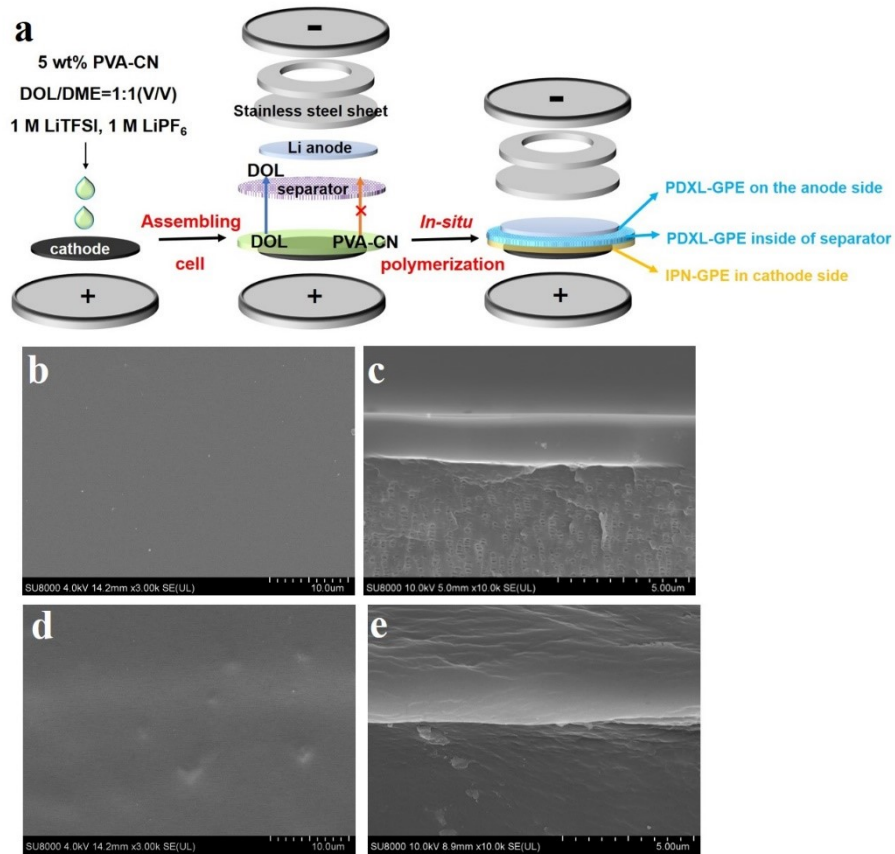 a
5 wt% PVA-CN
DOL/DME=1:1(V/V)
1 M LiTFSI, 1 M LiPF₆
cathode
+
Assembling
cell
-
Stainless steel sheet
Li anode
DOL
separator
DOL
PVA-CN
+
In-situ
polymerization
-
PDXL-GPE on the anode side
PDXL-GPE inside of separator
IPN-GPE in cathode side
+
b
SU8000 4.0kV 14.2mm x3.00k SE(UL)
10.0um
c
SU8000 10.0kV 5.0mm x10.0k SE(UL)
5.00um
d
SU8000 4.0kV 14.2mm x3.00k SE(UL)
10.0um
e
SU8000 10.0kV 8.9mm x10.0k SE(UL)
5.00um